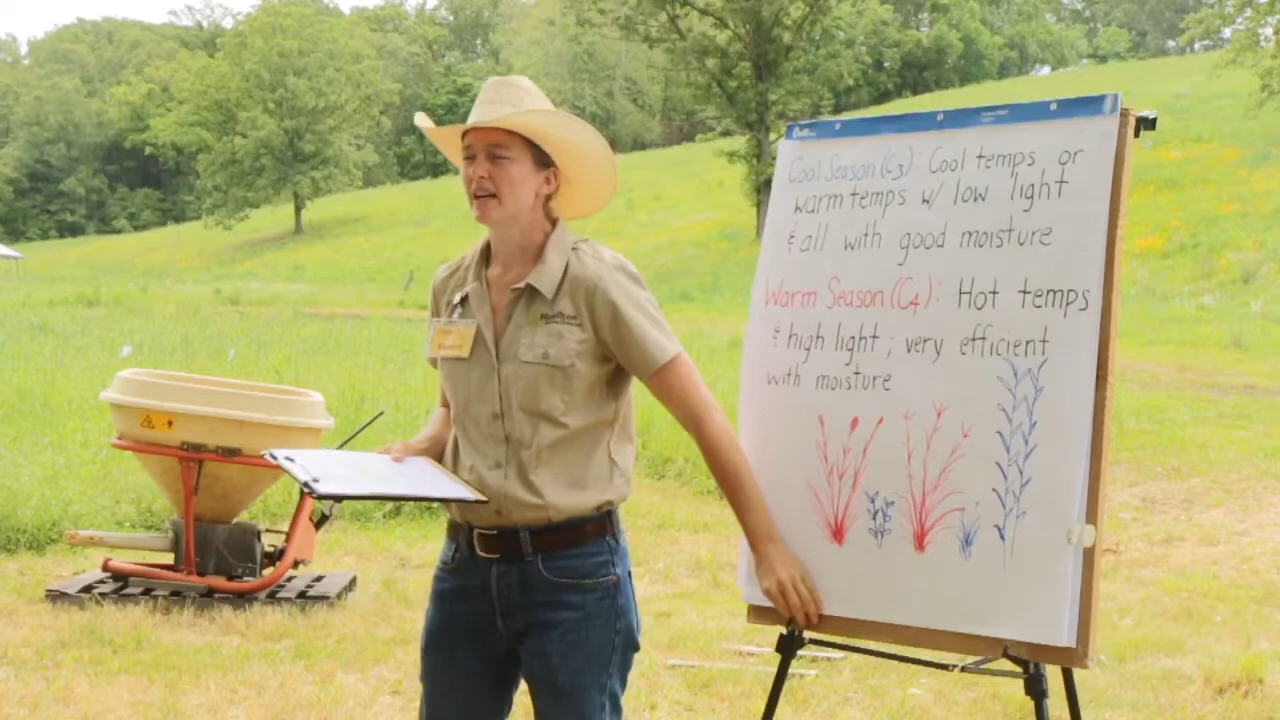 Cool Season (C3): Cool temps or
warm temps w/ low light
& all with good moisture
Warm Season (C4): Hot temps
& high light; very efficient
with moisture